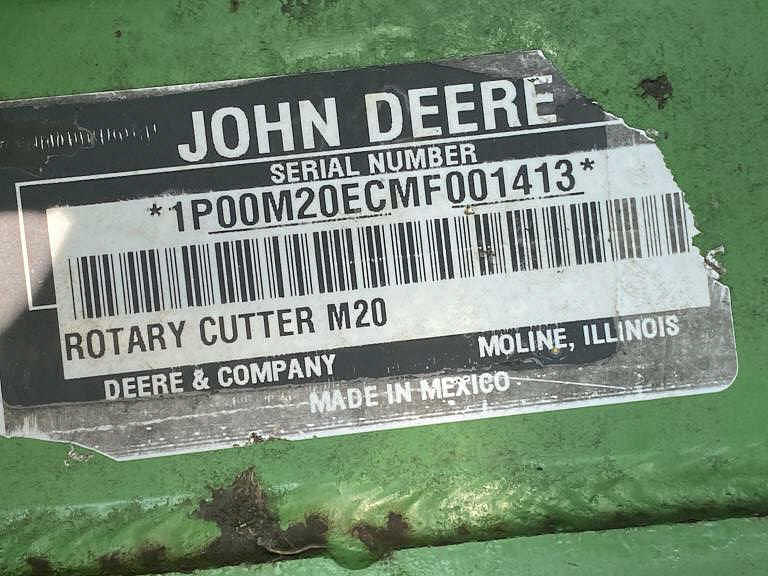 JOHN DEERE
SERIAL NUMBER
*1P00M20ECMF001413*
ROTARY CUTTER M20
DEERE & COMPANY MOLINE, ILLINOIS
MADE IN MEXICO